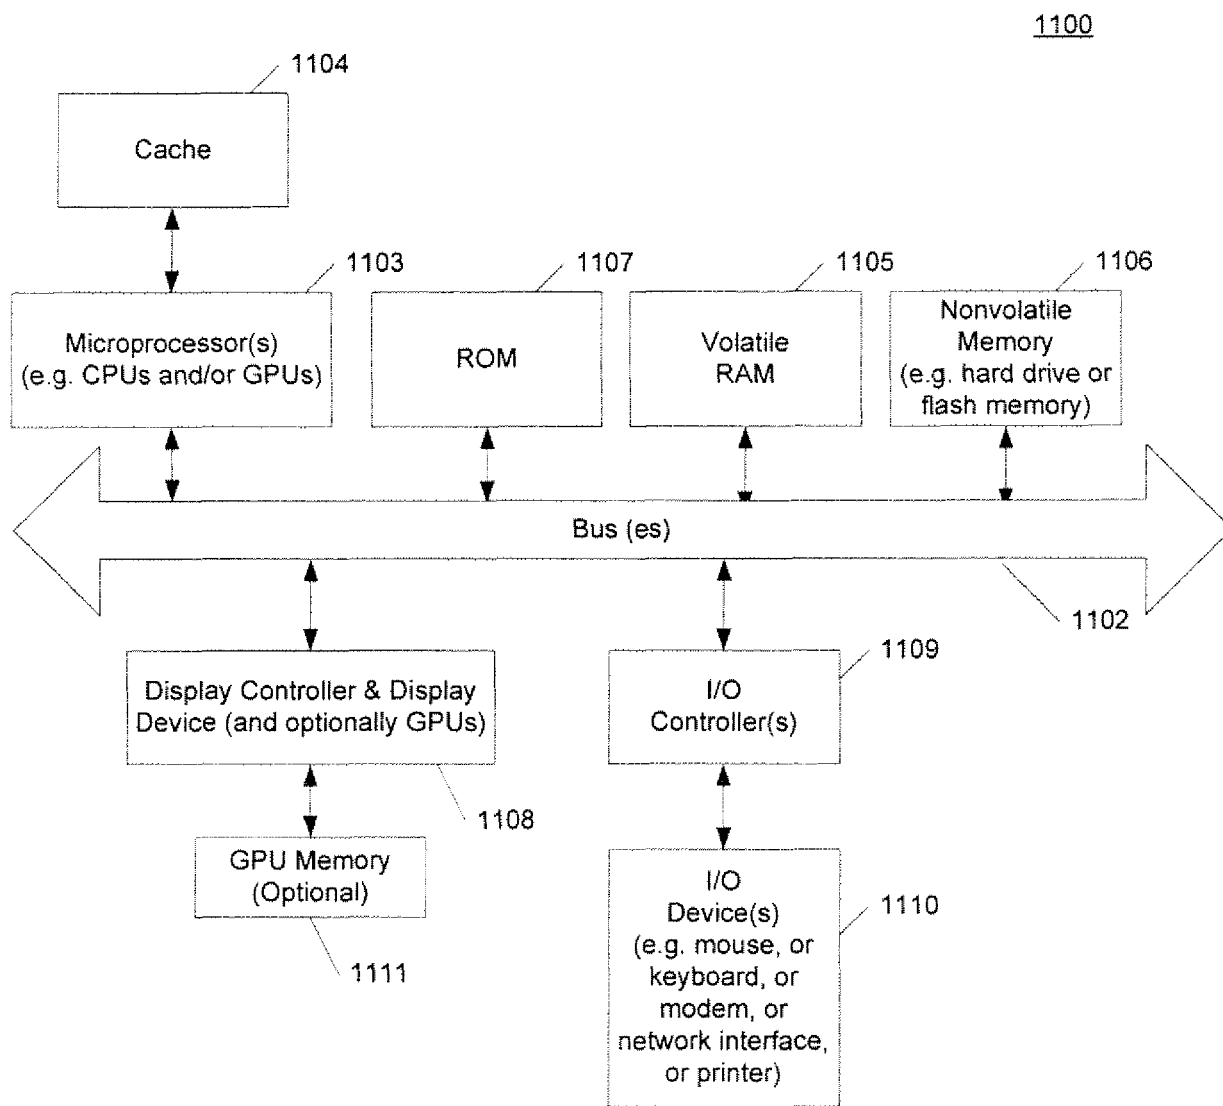 1100
1104
Cache
1103
1107
1105
1106
Microprocessor(s)
(e.g. CPUs and/or GPUs)
ROM
Volatile
RAM
Nonvolatile
Memory
(e.g. hard drive or
flash memory)
Bus (es)
1102
Display Controller & Display
Device (and optionally GPUs)
1108
I/O
Controller(s)
1109
GPU Memory
(Optional)
1111
I/O
Device(s)
(e.g. mouse, or
keyboard, or
modem, or
network interface,
or printer)
1110